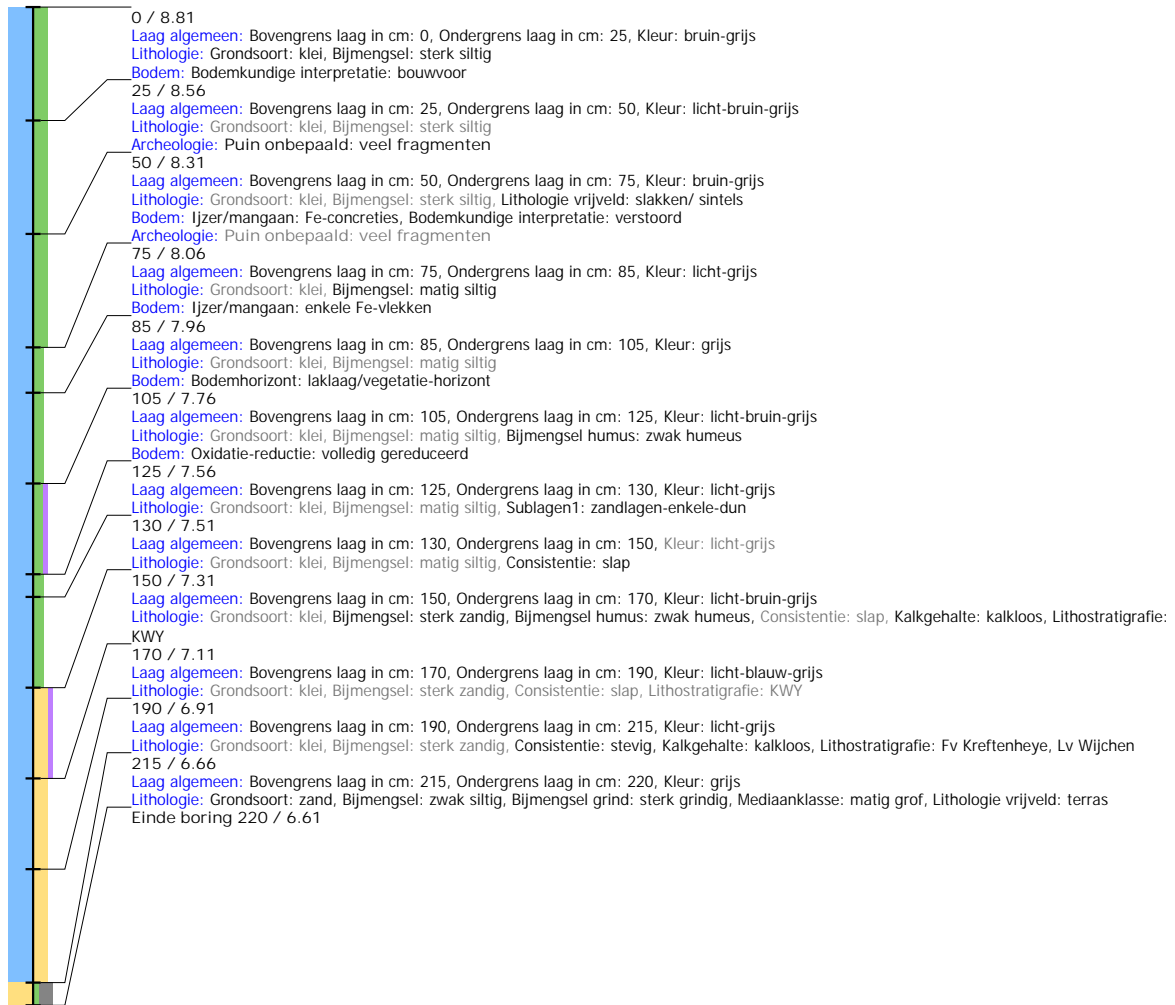 0 / 8.81
Laag algemeen: Bovengrens laag in cm: 0, Ondergrens laag in cm: 25, Kleur: bruin-grijs
Lithologie: Grondsoort: klei, Bijmengsel: sterk siltig
Bodem: Bodemkundige interpretatie: bouwvoor
25 / 8.56
Laag algemeen: Bovengrens laag in cm: 25, Ondergrens laag in cm: 50, Kleur: licht-bruin-grijs
Lithologie: Grondsoort: klei, Bijmengsel: sterk siltig
Archeologie: Puin onbepaald: veel fragmenten
50 / 8.31
Laag algemeen: Bovengrens laag in cm: 50, Ondergrens laag in cm: 75, Kleur: bruin-grijs
Lithologie: Grondsoort: klei, Bijmengsel: sterk siltig, Lithologie vrijveld: slakken/ sintels
Bodem: Ijzer/mangaan: Fe-concreties, Bodemkundige interpretatie: verstoord
Archeologie: Puin onbepaald: veel fragmenten
75 / 8.06
Laag algemeen: Bovengrens laag in cm: 75, Ondergrens laag in cm: 85, Kleur: licht-grijs
Lithologie: Grondsoort: klei, Bijmengsel: matig siltig
Bodem: Ijzer/mangaan: enkele Fe-vlekken
85 / 7.96
Laag algemeen: Bovengrens laag in cm: 85, Ondergrens laag in cm: 105, Kleur: grijs
Lithologie: Grondsoort: klei, Bijmengsel: matig siltig
Bodem: Bodemhorizont: laklaag/vegetatie-horizont
105 / 7.76
Laag algemeen: Bovengrens laag in cm: 105, Ondergrens laag in cm: 125, Kleur: licht-bruin-grijs
Lithologie: Grondsoort: klei, Bijmengsel: matig siltig, Bijmengsel humus: zwak humeus
Bodem: Oxidatie-reductie: volledig gereduceerd
125 / 7.56
Laag algemeen: Bovengrens laag in cm: 125, Ondergrens laag in cm: 130, Kleur: licht-grijs
Lithologie: Grondsoort: klei, Bijmengsel: matig siltig, Sublagen1: zandlagen-enkele-dun
130 / 7.51
Laag algemeen: Bovengrens laag in cm: 130, Ondergrens laag in cm: 150, Kleur: licht-grijs
Lithologie: Grondsoort: klei, Bijmengsel: matig siltig, Consistentie: slap
150 / 7.31
Laag algemeen: Bovengrens laag in cm: 150, Ondergrens laag in cm: 170, Kleur: licht-bruin-grijs
Lithologie: Grondsoort: klei, Bijmengsel: sterk zandig, Bijmengsel humus: zwak humeus, Consistentie: slap, Kalkgehalte: kalkloos, Lithostratigrafie:
KWY
170 / 7.11
Laag algemeen: Bovengrens laag in cm: 170, Ondergrens laag in cm: 190, Kleur: licht-blauw-grijs
Lithologie: Grondsoort: klei, Bijmengsel: sterk zandig, Consistentie: slap, Lithostratigrafie: KWY
190 / 6.91
Laag algemeen: Bovengrens laag in cm: 190, Ondergrens laag in cm: 215, Kleur: licht-grijs
Lithologie: Grondsoort: klei, Bijmengsel: sterk zandig, Consistentie: stevig, Kalkgehalte: kalkloos, Lithostratigrafie: Fv Kreftenheye, Lv Wijchen
215 / 6.66
Laag algemeen: Bovengrens laag in cm: 215, Ondergrens laag in cm: 220, Kleur: grijs
Lithologie: Grondsoort: zand, Bijmengsel: zwak siltig, Bijmengsel grind: sterk grindig, Mediaanklasse: matig grof, Lithologie vrijveld: terras
Einde boring 220 / 6.61